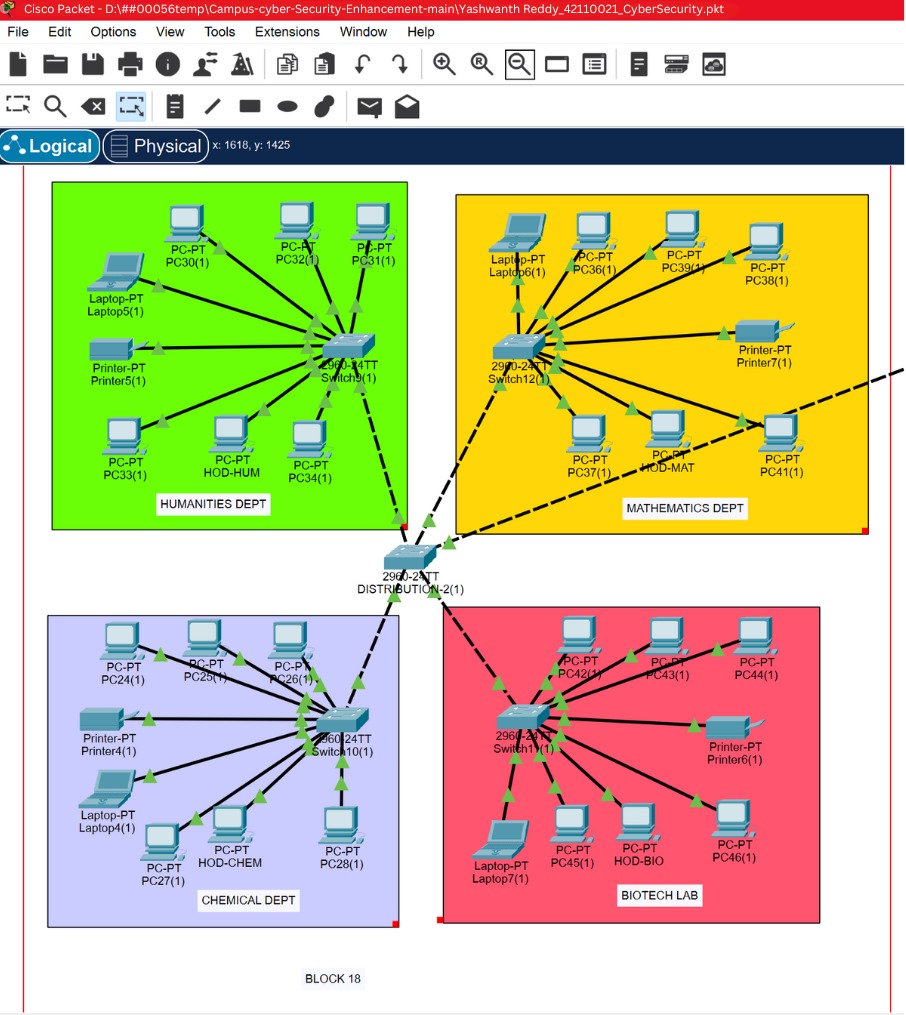 Cisco Packet - D:\##00056temp\Campus-cyber-Security-Enhancement-main\Yashwanth Reddy_42110021_CyberSecurity.pkt
File Edit Options View Tools Extensions Window Help
Logical Physical x: 1618, y: 1425
PC-PT
PC30(1)
PC-PT
PC32(1)
PC-PT
PC31(1)
Laptop-PT
Laptop5(1)
Printer-PT
Printer5(1)
2960-24TT
Switch9(1)
PC-PT
PC33(1)
PC-PT
HOD-HUM
PC-PT
PC34(1)
HUMANITIES DEPT
Laptop-PT
Laptop6(1)
PC-PT
PC36(1)
PC-PT
PC39(1)
PC-PT
PC38(1)
Printer-PT
Printer7(1)
2960-24TT
Switch12(1)
PC-PT
PC37(1)
PC-PT
HOD-MAT
PC-PT
PC41(1)
MATHEMATICS DEPT
2960-24TT
DISTRIBUTION-2(1)
PC-PT
PC24(1)
PC-PT
PC25(1)
PC-PT
PC26(1)
Printer-PT
Printer4(1)
2960-24TT
Switch10(1)
Laptop-PT
Laptop4(1)
PC-PT
PC27(1)
PC-PT
HOD-CHEM
PC-PT
PC28(1)
CHEMICAL DEPT
PC-PT
PC42(1)
PC-PT
PC43(1)
PC-PT
PC44(1)
2960-24TT
Switch11(1)
Printer-PT
Printer6(1)
Laptop-PT
Laptop7(1)
PC-PT
PC45(1)
PC-PT
HOD-BIO
PC-PT
PC46(1)
BIOTECH LAB
BLOCK 18